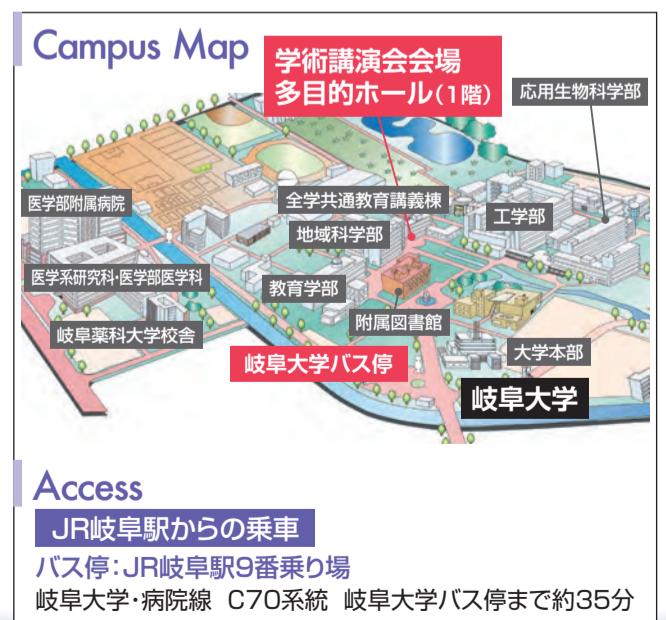 Campus Map
学術講演会会場
多目的ホール(1階)
応用生物科学部
医学部附属病院
全学共通教育講義棟
工学部
地域科学部
医学系研究科・医学部医学科
教育学部
附属図書館
岐阜薬科大学校舎
大学本部
岐阜大学バス停
岐阜大学
Access
JR岐阜駅からの乗車
バス停:JR岐阜駅9番乗り場
岐阜大学・病院線 C70系統 岐阜大学バス停まで約35分